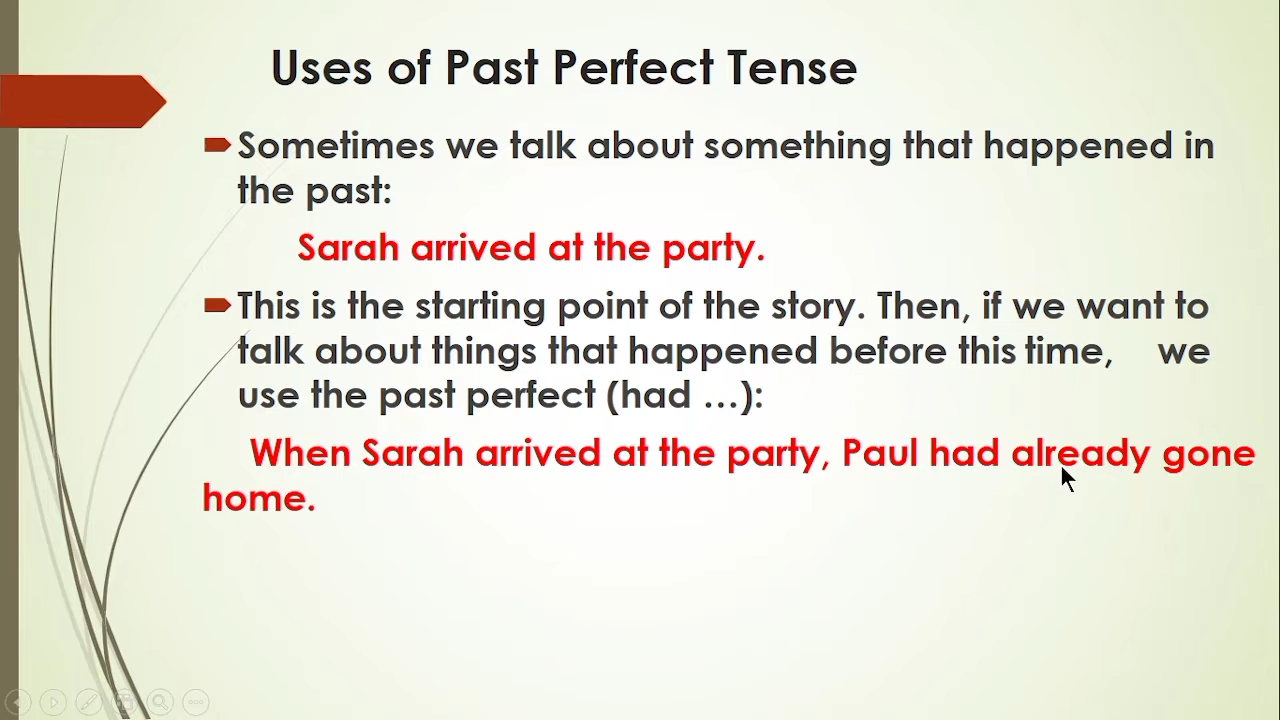 Uses of Past Perfect Tense
Sometimes we talk about something that happened in
the past:
Sarah arrived at the party.
This is the starting point of the story. Then, if we want to
talk about things that happened before this time, we
use the past perfect (had …):
When Sarah arrived at the party, Paul had already gone
home.